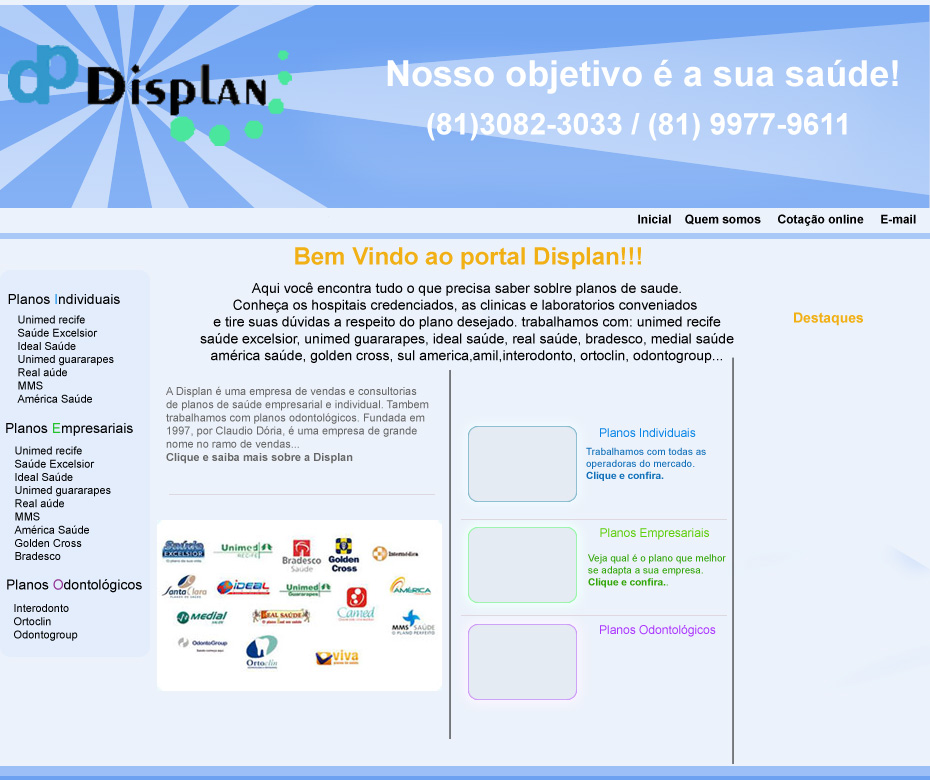 dp Displan
Nosso objetivo é a sua saúde!
(81)3082-3033 / (81) 9977-9611
Inicial Quem somos Cotação online E-mail
Bem Vindo ao portal Displan!!!
Aqui você encontra tudo o que precisa saber soblre planos de saude.
Conheça os hospitais credenciados, as clinicas e laboratorios conveniados
e tire suas dúvidas a respeito do plano desejado. trabalhamos com: unimed recife
saúde excelsior, unimed guararapes, ideal saúde, real saúde, bradesco, medial saúde
américa saúde, golden cross, sul america,amil,interodonto, ortoclin, odontogroup...
Destaques
Planos Individuais
Unimed recife
Saúde Excelsior
Ideal Saúde
Unimed guararapes
Real aúde
MMS
América Saúde
Planos Empresariais
Unimed recife
Saúde Excelsior
Ideal Saúde
Unimed guararapes
Real aúde
MMS
América Saúde
Golden Cross
Bradesco
Planos Odontológicos
Interodonto
Ortoclin
Odontogroup
A Displan é uma empresa de vendas e consultorias
de planos de saúde empresarial e individual. Tambem
trabalhamos com planos odontológicos. Fundada em
1997, por Claudio Dória, é uma empresa de grande
nome no ramo de vendas...
Clique e saiba mais sobre a Displan
Saúde
EXCELSIOR
Unimed
RECIFE
Bradesco
Saúde
Golden
Cross
SantaClara
IDEAL
Unimed
Guararapes
Camed
AMÉRICA
Medial
REAL SAÚDE
MMS SAÚDE
O PLANO PERFEITO
OdontoGroup
Ortoclin
viva
Planos Individuais
Trabalhamos com todas as
operadoras do mercado.
Clique e confira.
Planos Empresariais
Veja qual é o plano que melhor
se adapta a sua empresa.
Clique e confira..
Planos Odontológicos